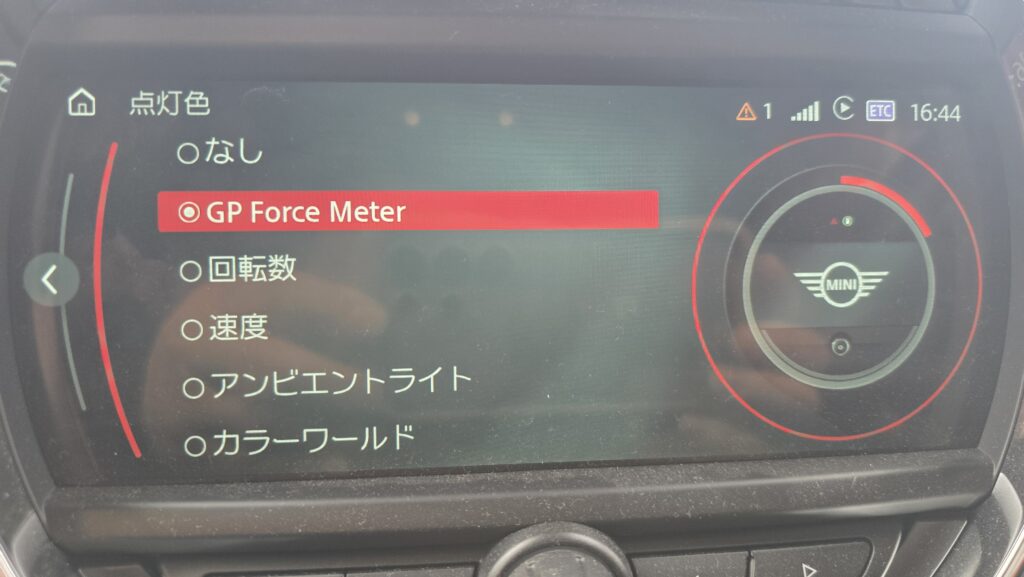 点灯色
1 ETC 16:44
なし
GP Force Meter
回転数
速度
アンビエントライト
カラーワールド
MINI